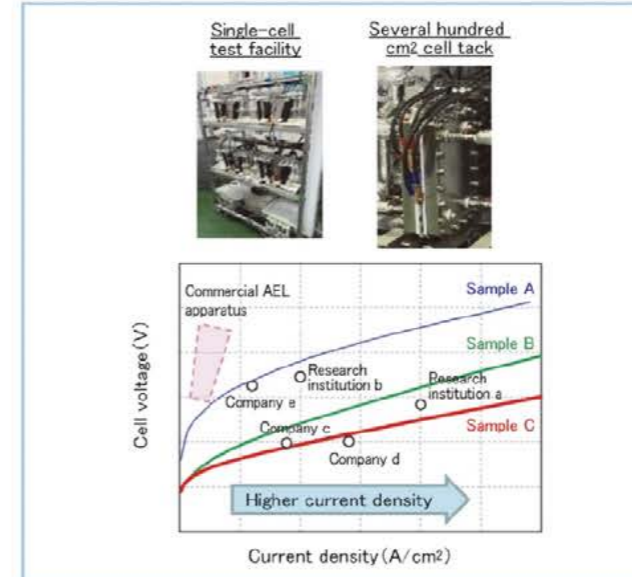 Single-cell
test facility
Several hundred
cm2 cell tack
Commercial AEL
apparatus
Sample A
Sample B
Research
institution b
Research
institution a
Company e
Company c
Sample C
Company d
Higher current density
Cell voltage(V)
Current density(A/cm²)